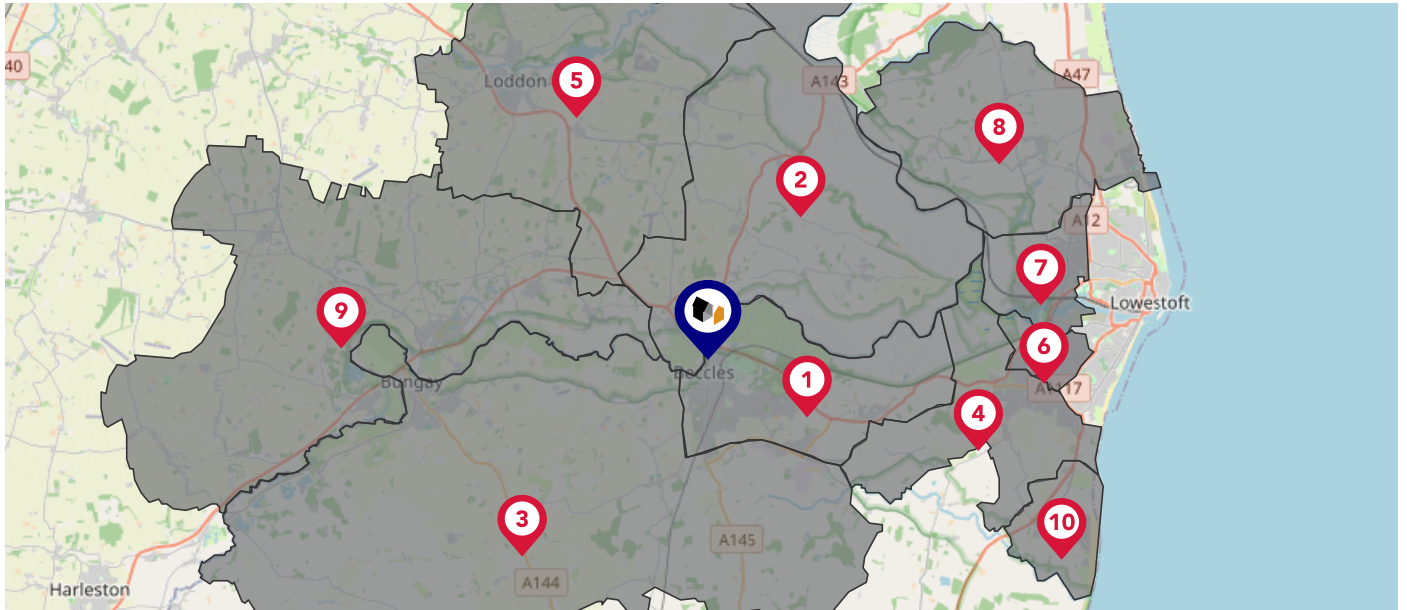 40
Loddon
5
A143
A47
8
2
A12
7
9
Lowestoft
6
Beccles
Bungay
1
A1117
4
3
10
A145
A144
Harleston